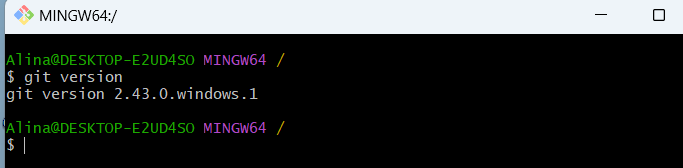 MINGW64:/
Alina@DESKTOP-E2UD4SO MINGW64 /
$ git version
git version 2.43.0.windows.1
Alina@DESKTOP-E2UD4SO MINGW64 /
$